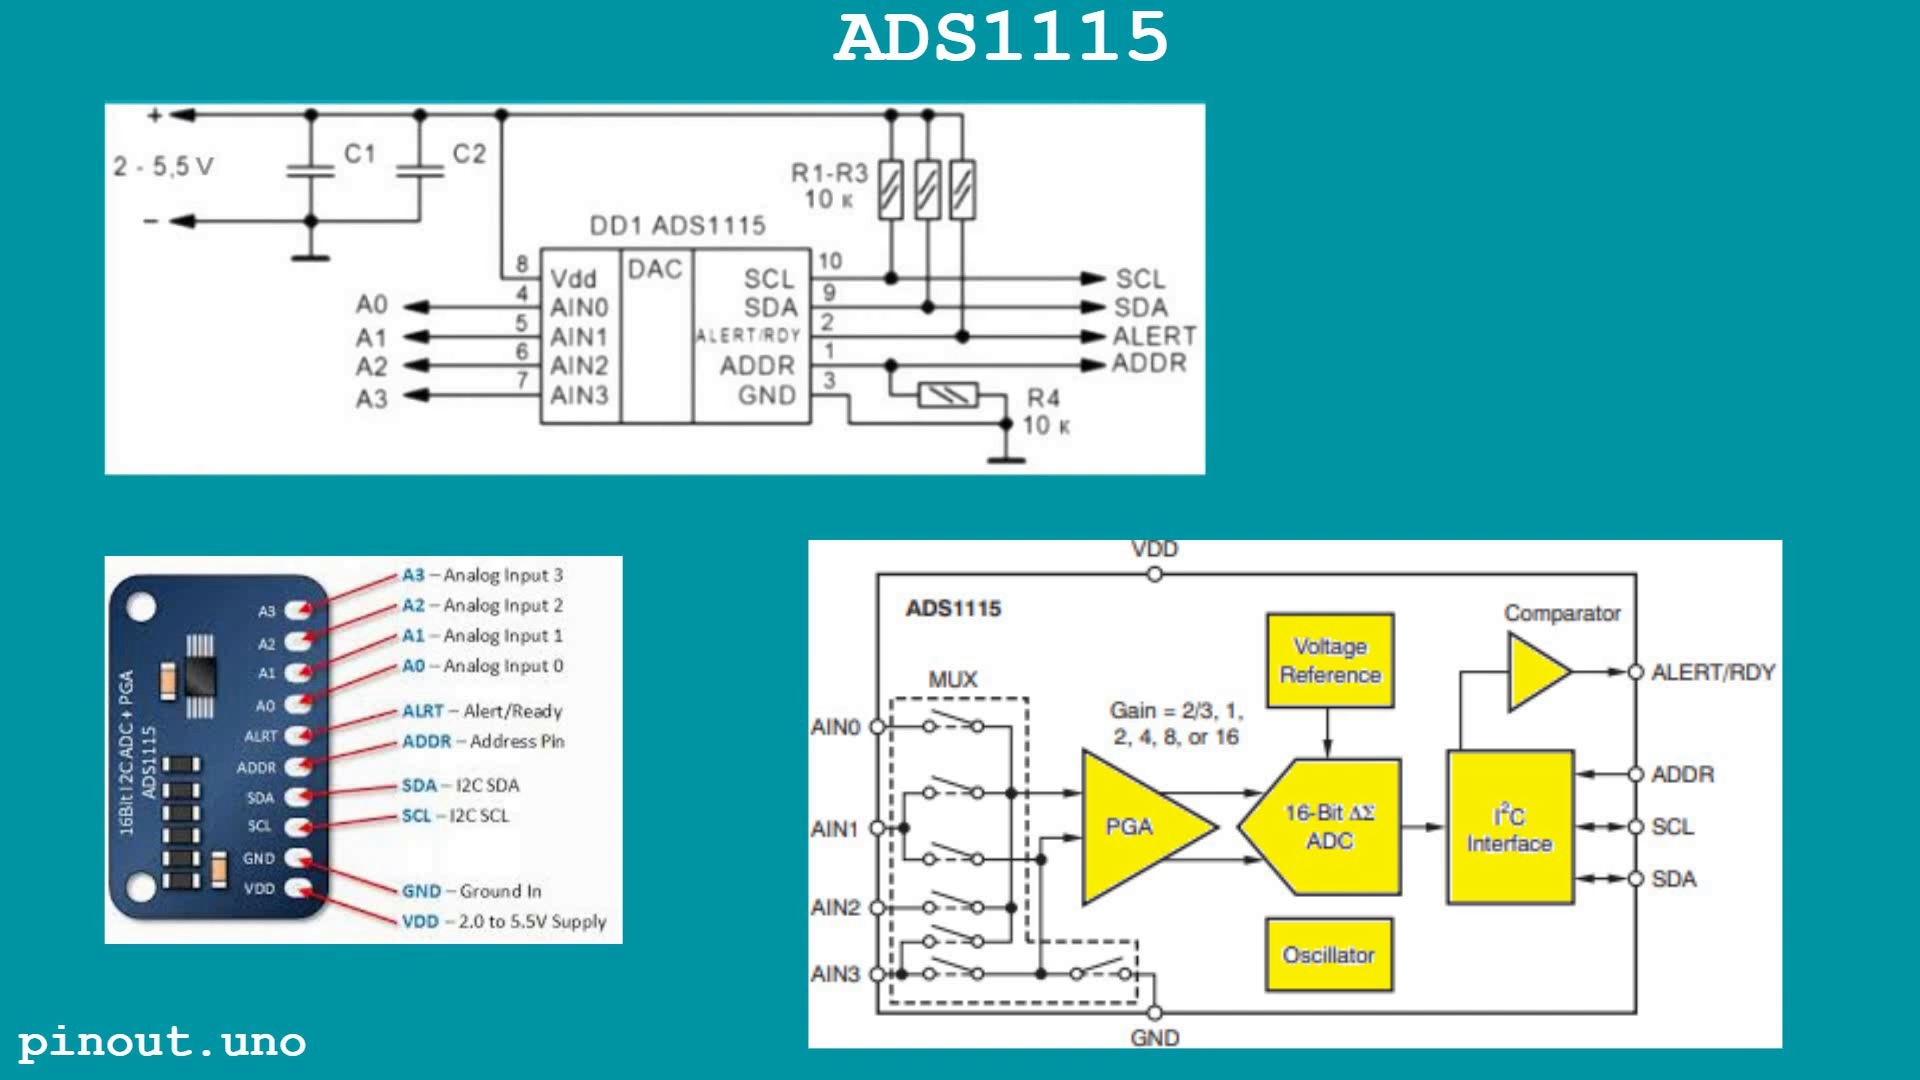 ADS1115
+
2 - 5,5 V
−
C1
C2
R1-R3
10 к
DD1 ADS1115
8
4
5
6
7
Vdd
AIN0
AIN1
AIN2
AIN3
DAC
SCL
SDA
ALERT/RDY
ADDR
GND
10
9
2
1
3
A0
A1
A2
A3
SCL
SDA
ALERT
ADDR
R4
10 к
16Bit I2C ADC+ PGA
ADS1115
A3
A2
A1
A0
ALRT
ADDR
SDA
SCL
GND
VDD
A3 – Analog Input 3
A2 – Analog Input 2
A1 – Analog Input 1
A0 – Analog Input 0
ALRT – Alert/Ready
ADDR – Address Pin
SDA – I2C SDA
SCL – I2C SCL
GND – Ground In
VDD – 2.0 to 5.5V Supply
VDD
ADS1115
MUX
AIN0
AIN1
AIN2
AIN3
Gain = 2/3, 1,
2, 4, 8, or 16
PGA
Voltage
Reference
16-Bit ΔΣ
ADC
Oscillator
Comparator
I²C
Interface
ALERT/RDY
ADDR
SCL
SDA
GND
pinout.uno